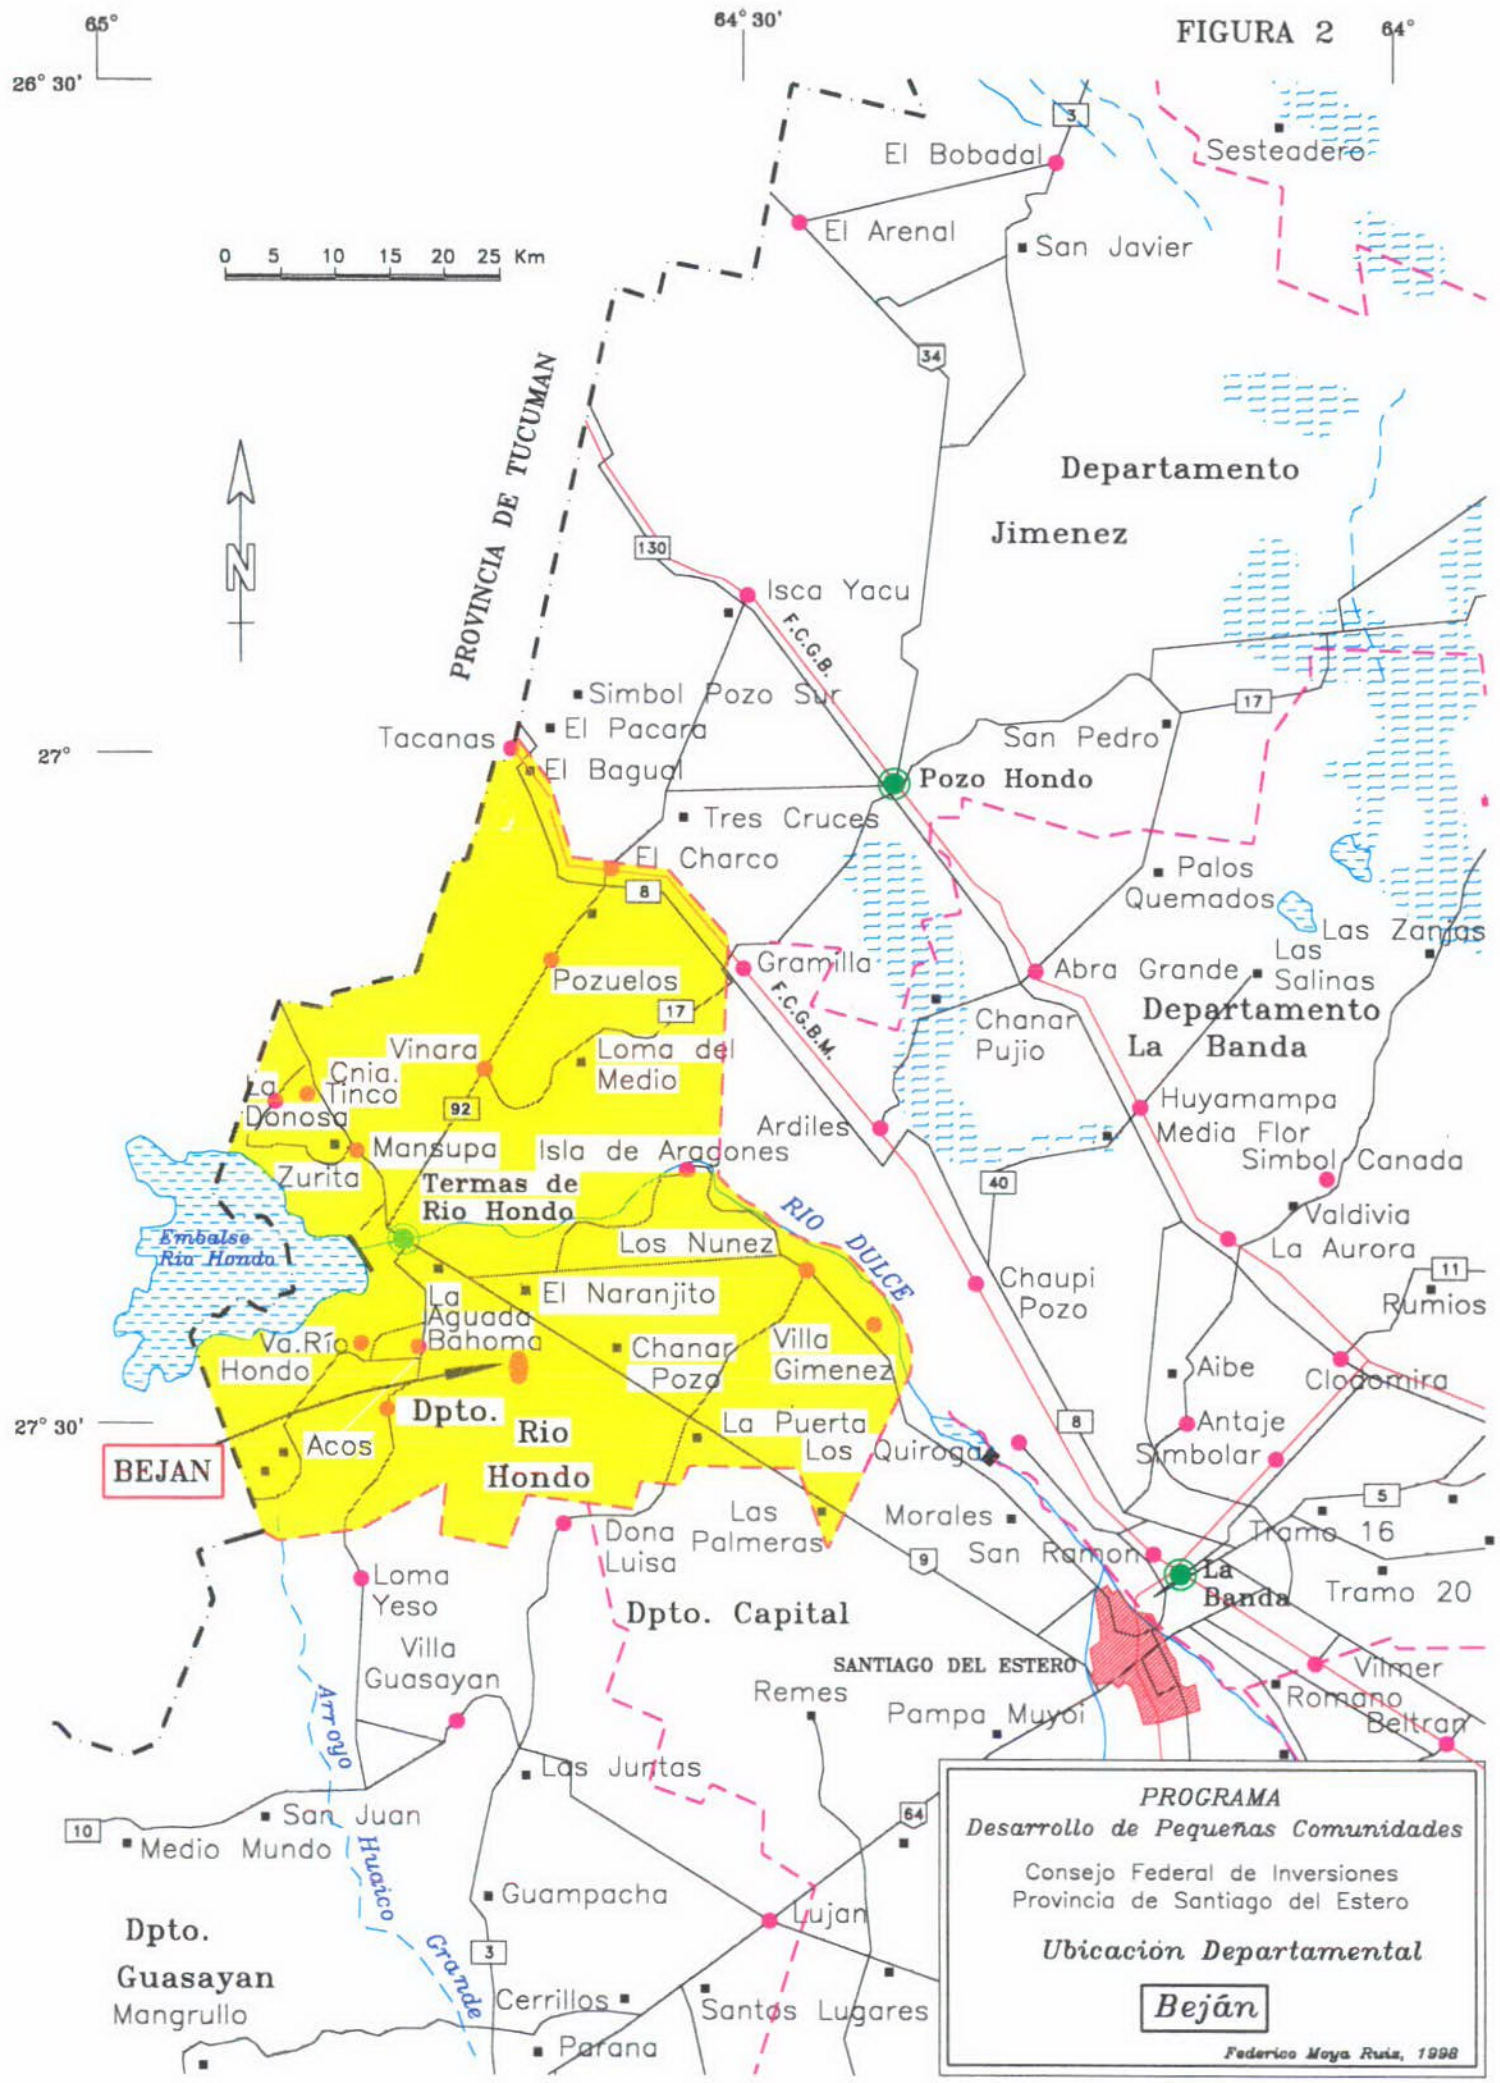 65°
64° 30'
FIGURA 2
64°
26° 30'
3
El Bobadal
Sesteadero
El Arenal
San Javier
0 5 10 15 20 25 Km
34
PROVINCIA DE TUCUMAN
Departamento
Jimenez
N
130
Isca Yacu
F.C.G.B.
Simbol Pozo Sur
17
El Pacara
San Pedro
Tacanas
27°
El Bagual
Pozo Hondo
Tres Cruces
El Charco
8
Palos
Quemados
Las Zanjas
Las
Salinas
Pozuelos
Gramilla
Abra Grande
17
F.C.G.B.M.
Chanar
Pujio
Departamento
La Banda
Vinara
Loma del
Medio
Cnia.
Tinco
La
Donosa
92
Huyamampa
Ardiles
Media Flor
Mansupa
Isla de Aragones
Simbol Canada
Zurita
Termas de
Rio Hondo
40
RIO DULCE
Valdivia
Embalse
Rio Hondo
Los Nunez
La Aurora
Chaupi
Pozo
11
Rumios
El Naranjito
La
Aguada
Bahoma
Va.Río
Hondo
Chanar
Pozo
Villa
Gimenez
Aibe
Clodomira
27° 30'
Dpto.
Rio
Hondo
La Puerta
8
Antaje
Acos
Los Quiroga
Simbolar
BEJAN
5
Las
Palmeras
Morales
Tramo 16
Dona
Luisa
San Ramon
9
La
Banda
Loma
Yeso
Tramo 20
Dpto. Capital
Villa
Guasayan
SANTIAGO DEL ESTERO
Vilmer
Remes
Romano
Arroyo
Pampa Muyoi
Beltran
Las Juntas
San Juan
64
10
Medio Mundo
Huaico
Guampacha
Lujan
Dpto.
Guasayan
Grande
3
Mangrullo
Cerrillos
Santos Lugares
Parana
PROGRAMA
Desarrollo de Pequeñas Comunidades
Consejo Federal de Inversiones
Provincia de Santiago del Estero
Ubicación Departamental
Beján
Federico Moya Ruiz, 1998